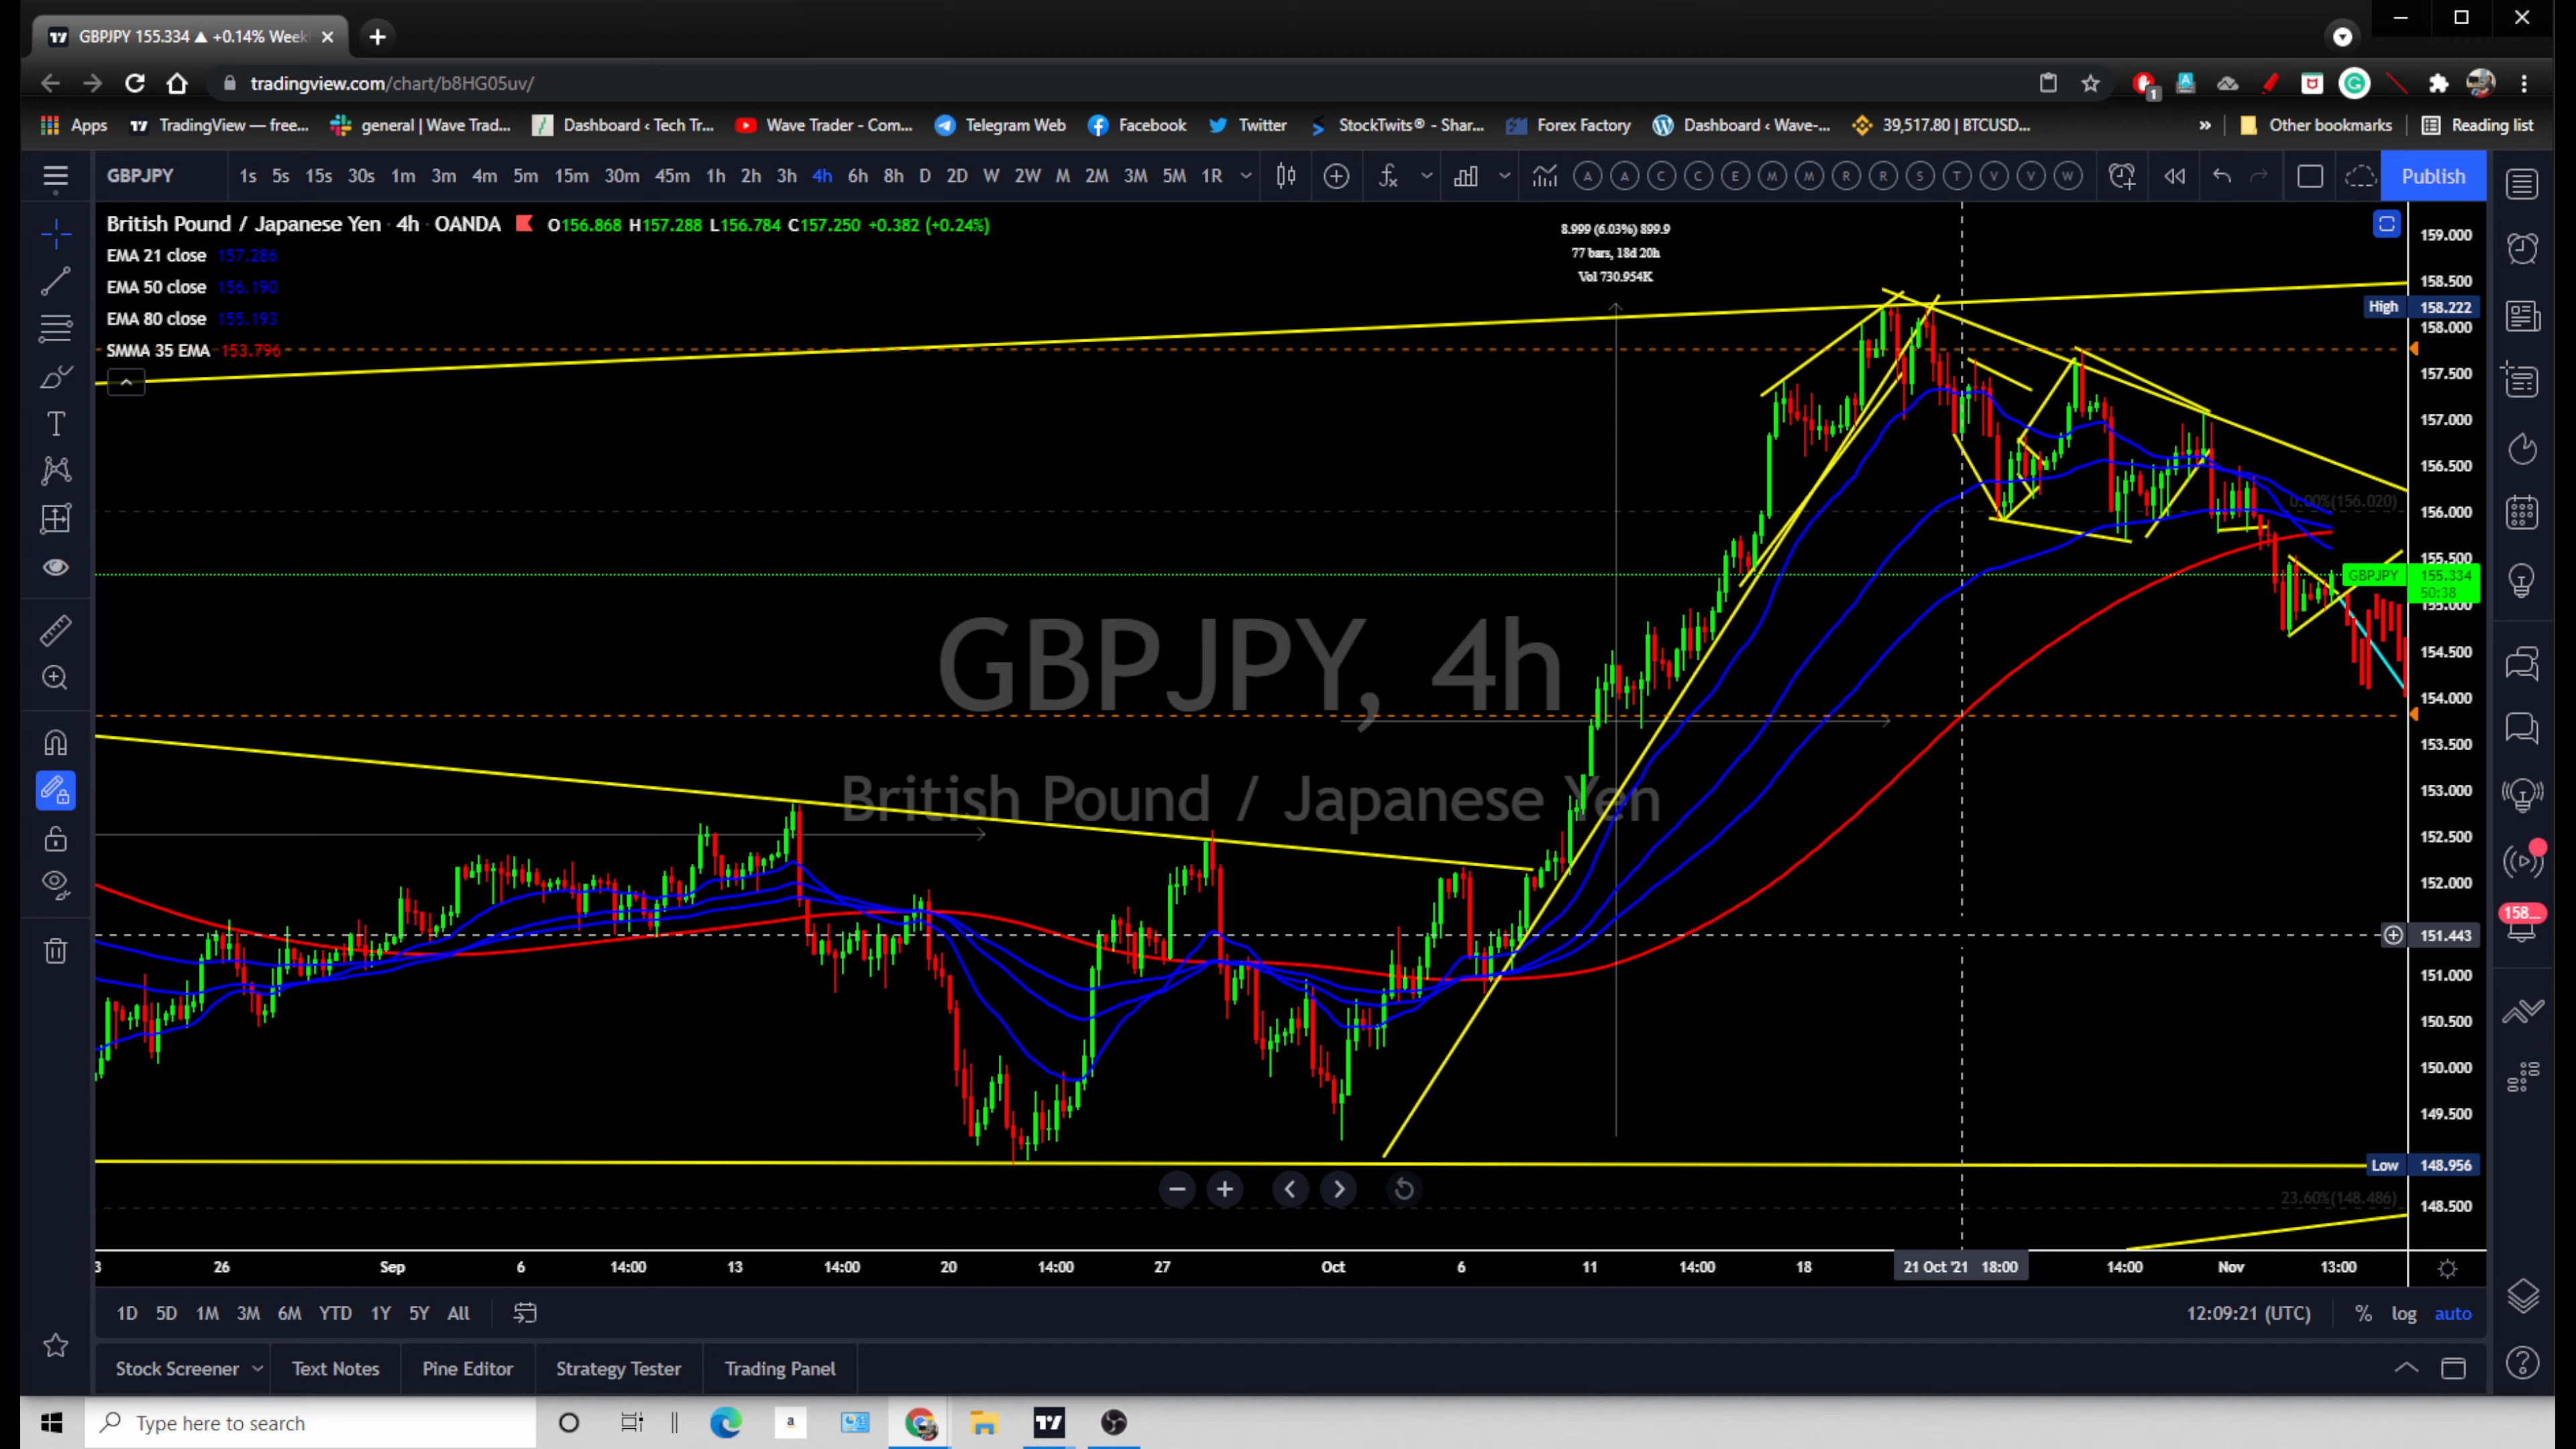 GBPJPY 155.334 ▲ +0.14% Week
tradingview.com/chart/b8HG05uv/
1
Apps TradingView — free... general | Wave Trad... Dashboard ‹ Tech Tr... Wave Trader - Com... Telegram Web Facebook Twitter StockTwits® - Shar... Forex Factory Dashboard ‹ Wave-... 39,517.80 | BTCUSD... » Other bookmarks Reading list
GBPJPY 1s 5s 15s 30s 1m 3m 4m 5m 15m 30m 45m 1h 2h 3h 4h 6h 8h D 2D W 2W M 2M 3M 5M 1R A A C C E M M R R S T V V W Publish
British Pound / Japanese Yen · 4h · OANDA O156.868 H157.288 L156.784 C157.250 +0.382 (+0.24%)
EMA 21 close 157.286
EMA 50 close 156.190
EMA 80 close 155.193
SMMA 35 EMA 153.796
8.999 (6.03%) 899.9
77 bars, 18d 20h
Vol 730.954K
159.000
158.500
High 158.222
158.000
157.500
157.000
156.500
0.00%(156.020)
156.000
155.500
GBPJPY 155.334
50:38
155.000
154.500
154.000
153.500
153.000
152.500
152.000
151.443
151.000
150.500
150.000
149.500
Low 148.956
23.60%(148.486)
148.500
GBPJPY, 4h
British Pound / Japanese Yen
158...
3 26 Sep 6 14:00 13 14:00 20 14:00 27 Oct 6 11 14:00 18 21 Oct '21 18:00 14:00 Nov 13:00
1D 5D 1M 3M 6M YTD 1Y 5Y All 12:09:21 (UTC) % log auto
Stock Screener Text Notes Pine Editor Strategy Tester Trading Panel
Type here to search
a